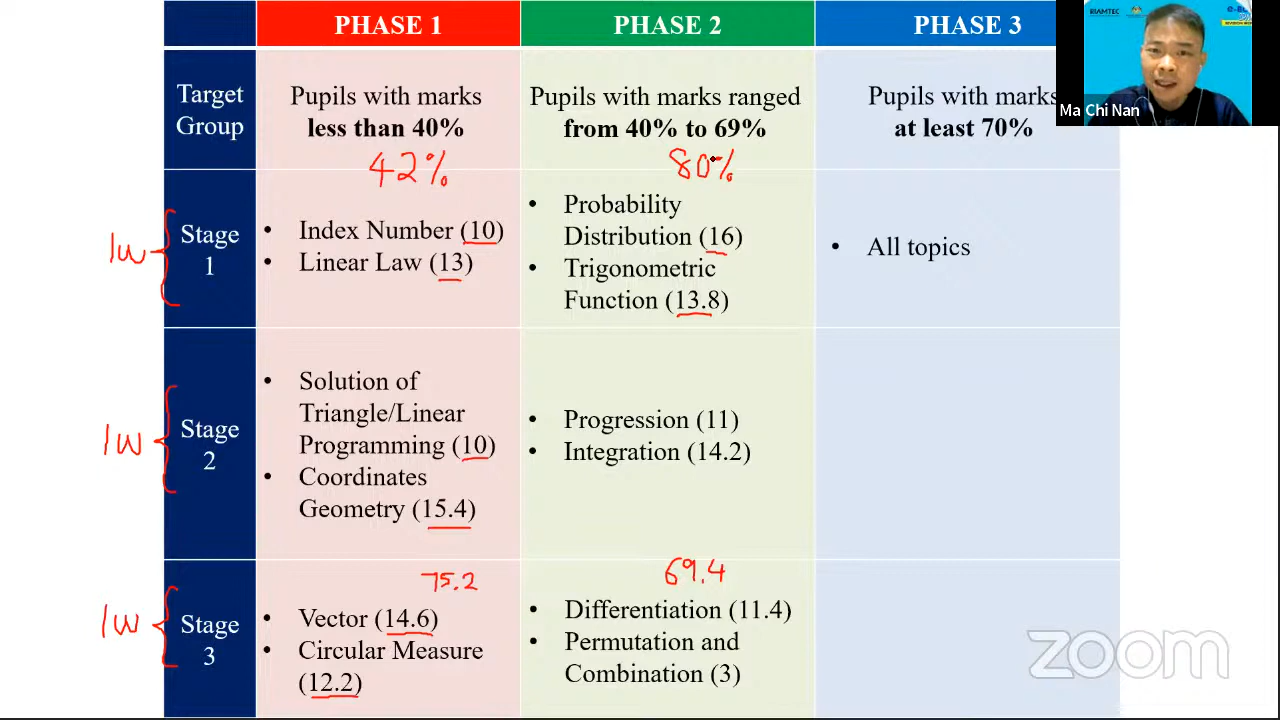 PHASE 1
PHASE 2
PHASE 3
Target
Group
Pupils with marks
less than 40%
42%
Pupils with marks ranged
from 40% to 69%
80%
Pupils with marks
at least 70%
RIAMTEC
Ma Chi Nan
1W
Stage
1
• Index Number (10)
• Linear Law (13)
• Probability
Distribution (16)
• Trigonometric
Function (13.8)
• All topics
1W
Stage
2
• Solution of
Triangle/Linear
Programming (10)
• Coordinates
Geometry (15.4)
• Progression (11)
• Integration (14.2)
1W
Stage
3
75.2
• Vector (14.6)
• Circular Measure
(12.2)
69.4
• Differentiation (11.4)
• Permutation and
Combination (3)
zoom